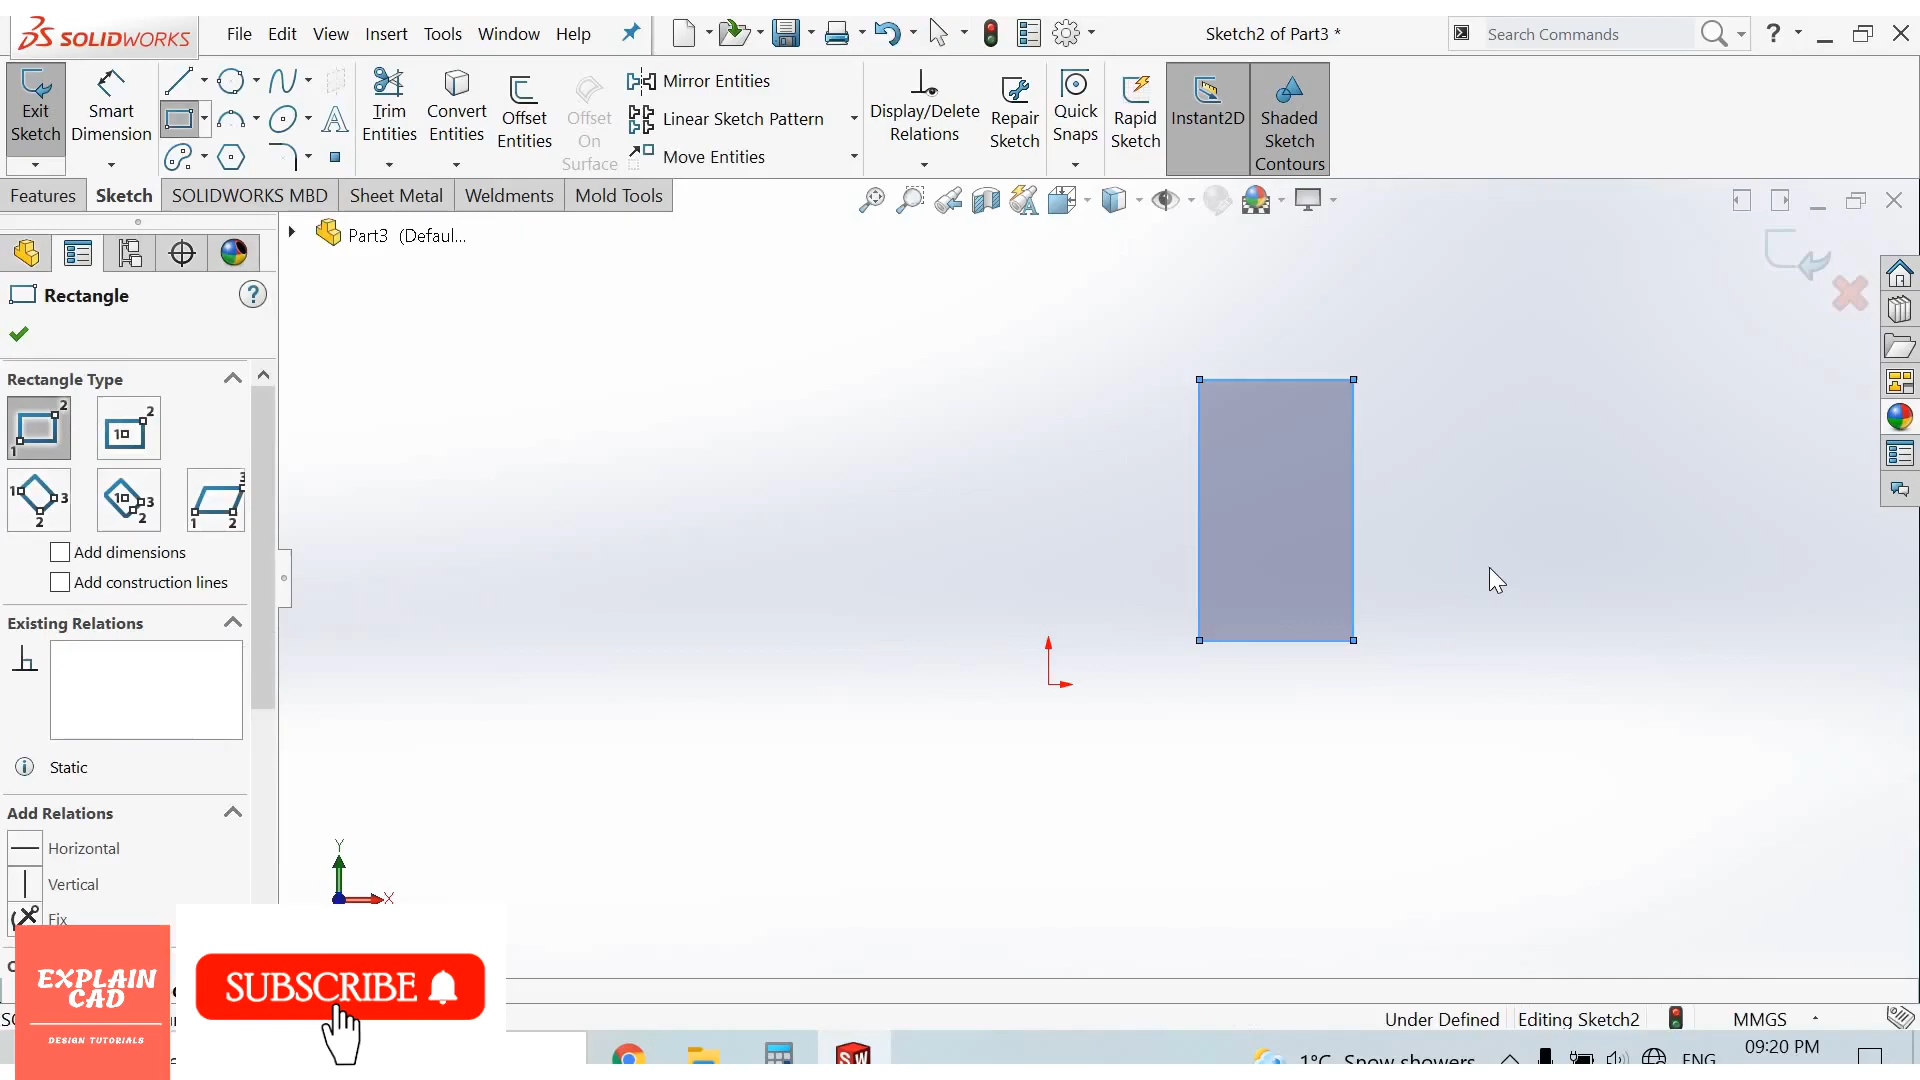 SOLIDWORKS File Edit View Insert Tools Window Help Sketch2 of Part3 * Search Commands ?
Exit Sketch
Smart Dimension
Trim Entities
Convert Entities
Offset Entities
Offset On Surface
Mirror Entities
Linear Sketch Pattern
Move Entities
Display/Delete Relations
Repair Sketch
Quick Snaps
Rapid Sketch
Instant2D
Shaded Sketch Contours
Features Sketch SOLIDWORKS MBD Sheet Metal Weldments Mold Tools
Part3 (Defaul...
Rectangle ?
Rectangle Type
Add dimensions
Add construction lines
Existing Relations
Static
Add Relations
Horizontal
Vertical
Fix
Y
X
EXPLAIN
CAD
DESIGN TUTORIALS
SUBSCRIBE
Under Defined Editing Sketch2 MMGS
1°C Snow showers ENG 09:20 PM